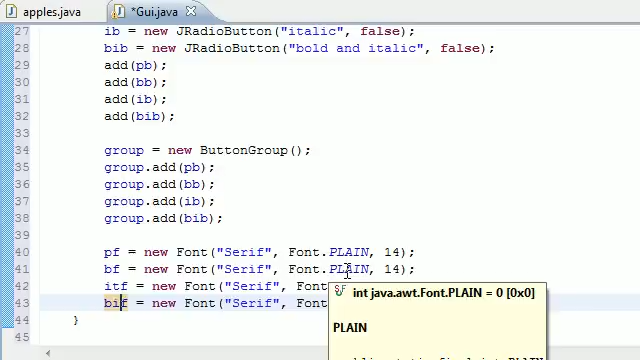 apples.java
*Gui.java
27 ib = new JRadioButton("italic", false);
28 bib = new JRadioButton("bold and italic", false);
29 add(pb);
30 add(bb);
31 add(ib);
32 add(bib);
33
34 group = new ButtonGroup();
35 group.add(pb);
36 group.add(bb);
37 group.add(ib);
38 group.add(bib);
39
40 pf = new Font("Serif", Font.PLAIN, 14);
41 bf = new Font("Serif", Font.PLAIN, 14);
42 itf = new Font("Serif", Font
43 bif = new Font("Serif", Font
44 }
45
SF
int java.awt.Font.PLAIN = 0 [0x0]
PLAIN